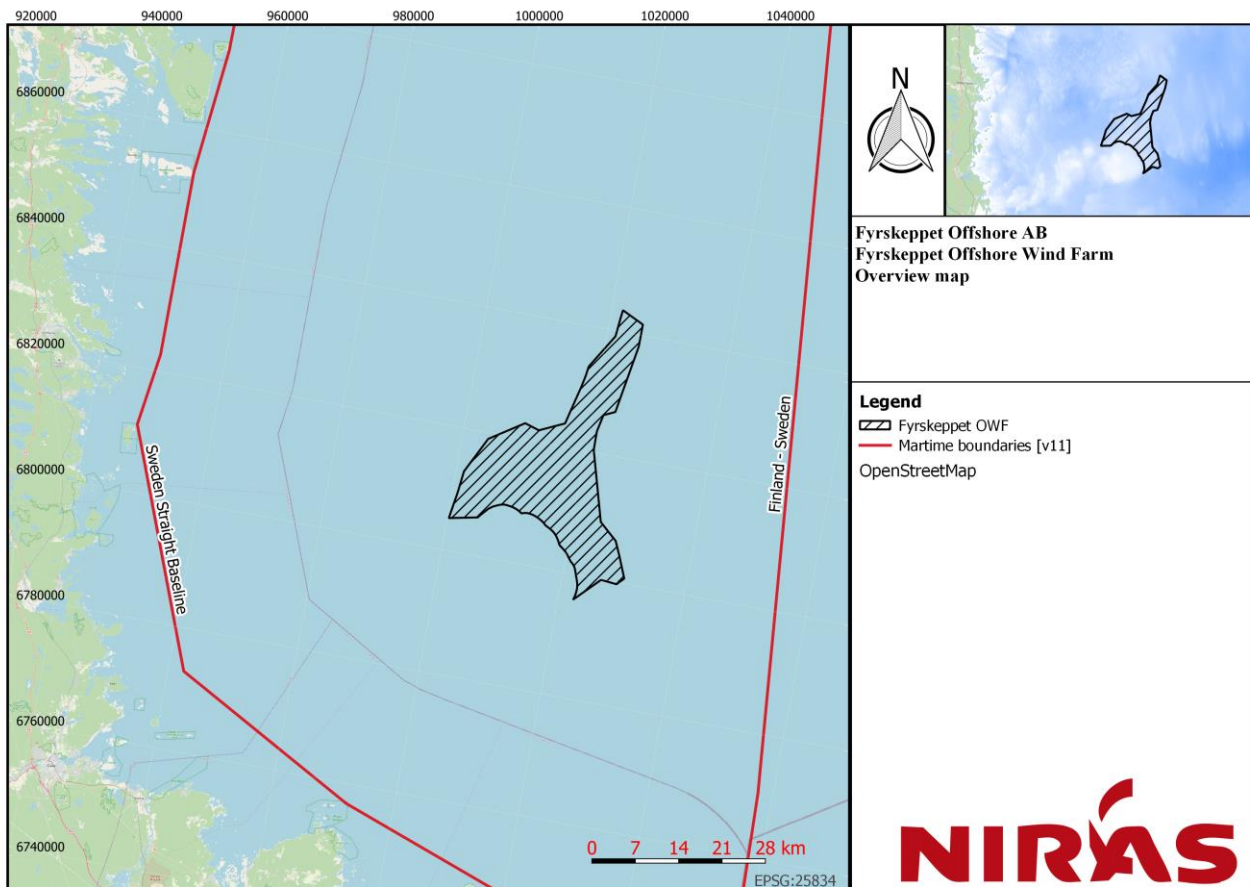 920000 940000 960000 980000 1000000 1020000 1040000
6860000
6840000
6820000
6800000
6780000
6760000
6740000
Sweden Straight Baseline
Finland - Sweden
0 7 14 21 28 km
EPSG:25834
N
Fyrskeppet Offshore AB
Fyrskeppet Offshore Wind Farm
Overview map
Legend
Fyrskeppet OWF
Martime boundaries [v11]
OpenStreetMap
NIRAS